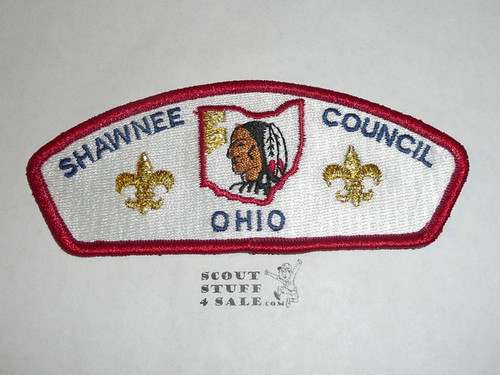 SHAWNEE COUNCIL
OHIO
SCOUT
STUFF
4 SALE.COM